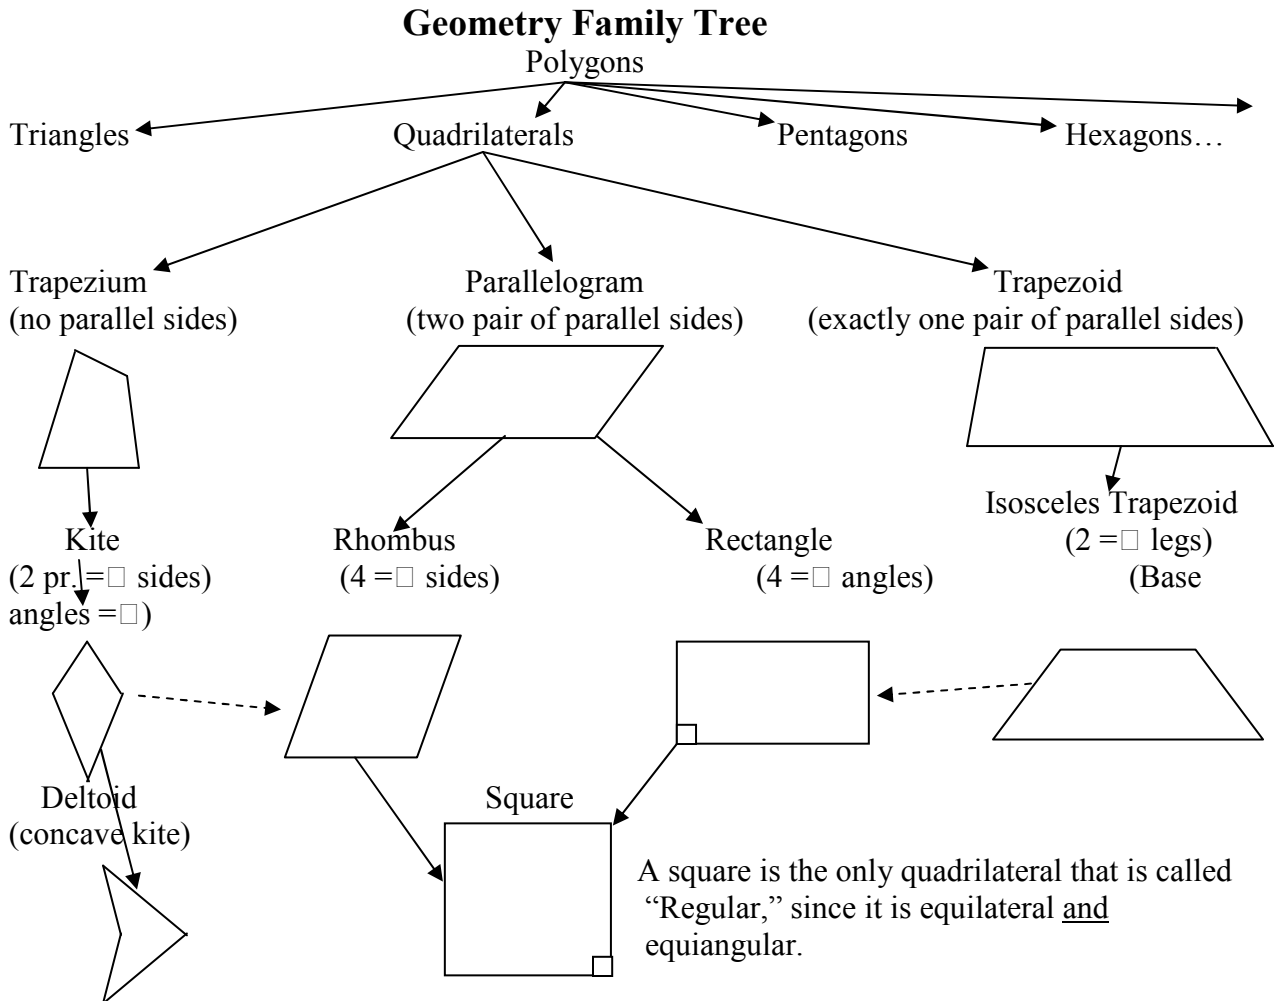 Geometry Family Tree
Polygons
Triangles Quadrilaterals Pentagons Hexagons…
Trapezium Parallelogram Trapezoid
(no parallel sides) (two pair of parallel sides) (exactly one pair of parallel sides)
Isosceles Trapezoid
Kite Rhombus Rectangle (2 =□ legs)
(2 pr. =□ sides) (4 =□ sides) (4 =□ angles) (Base
angles =□)
Deltoid Square
(concave kite)
A square is the only quadrilateral that is called
“Regular,” since it is equilateral and
equiangular.